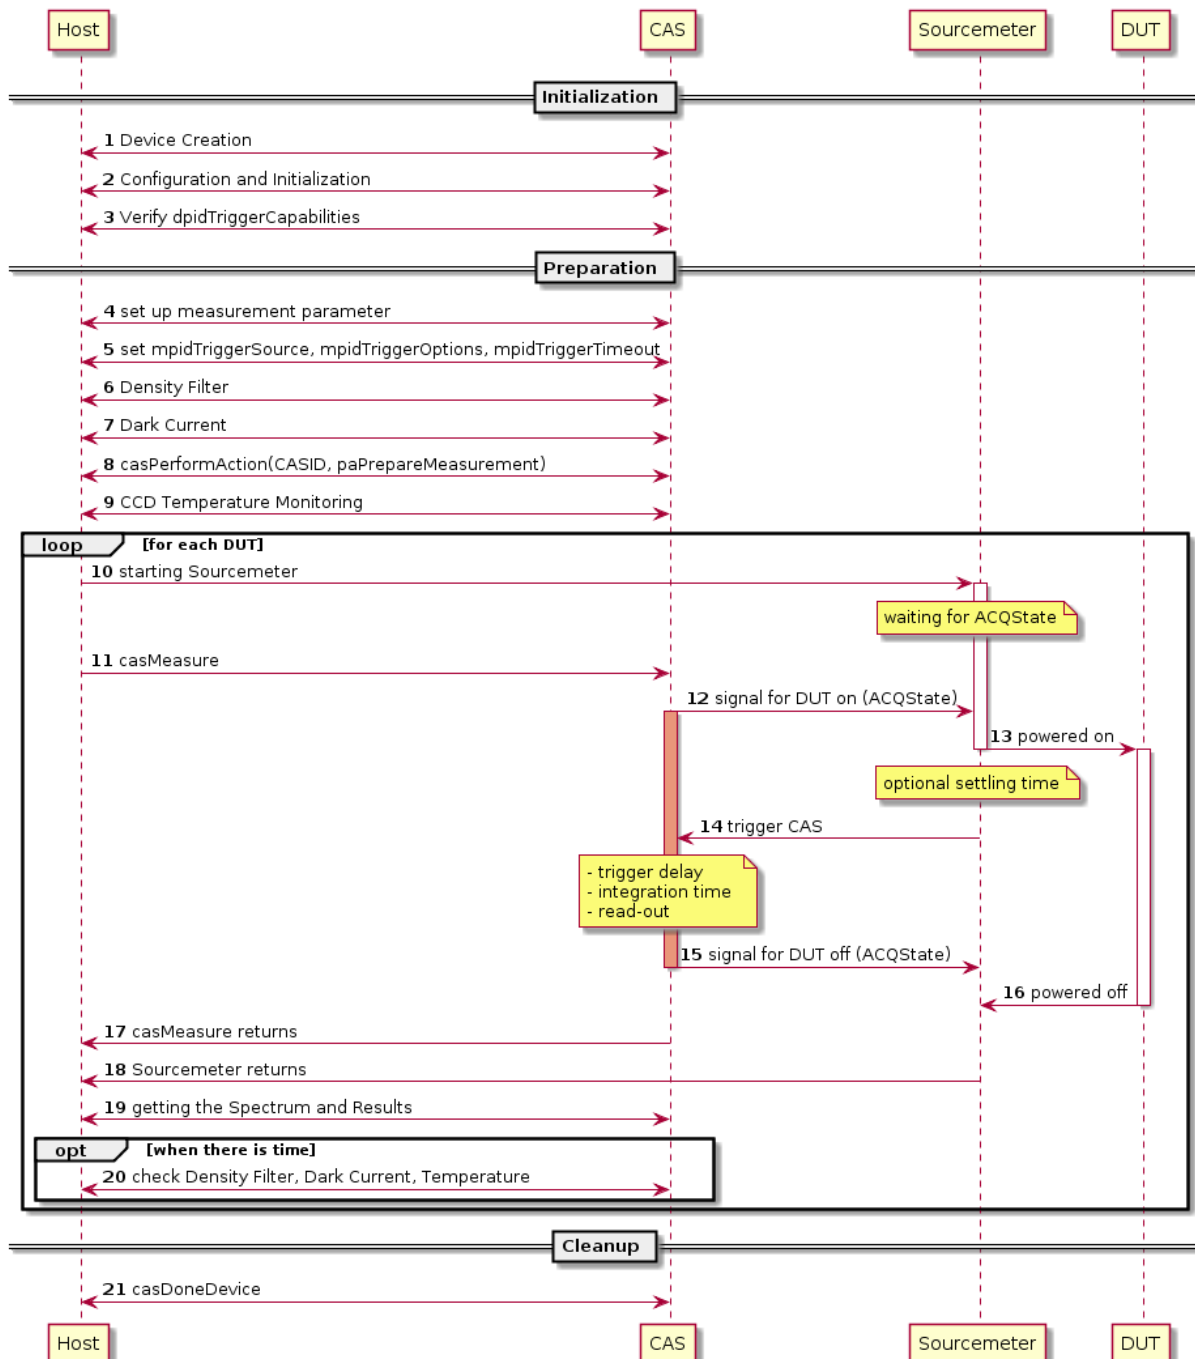 Host CAS Sourcemeter DUT
Initialization
1 Device Creation
2 Configuration and Initialization
3 Verify dpidTriggerCapabilities
Preparation
4 set up measurement parameter
5 set mpidTriggerSource, mpidTriggerOptions, mpidTriggerTimeout
6 Density Filter
7 Dark Current
8 casPerformAction(CASID, paPrepareMeasurement)
9 CCD Temperature Monitoring
loop [for each DUT]
10 starting Sourcemeter
waiting for ACQState
11 casMeasure
12 signal for DUT on (ACQState)
13 powered on
optional settling time
14 trigger CAS
- trigger delay
- integration time
- read-out
15 signal for DUT off (ACQState)
16 powered off
17 casMeasure returns
18 Sourcemeter returns
19 getting the Spectrum and Results
opt [when there is time]
20 check Density Filter, Dark Current, Temperature
Cleanup
21 casDoneDevice
Host CAS Sourcemeter DUT